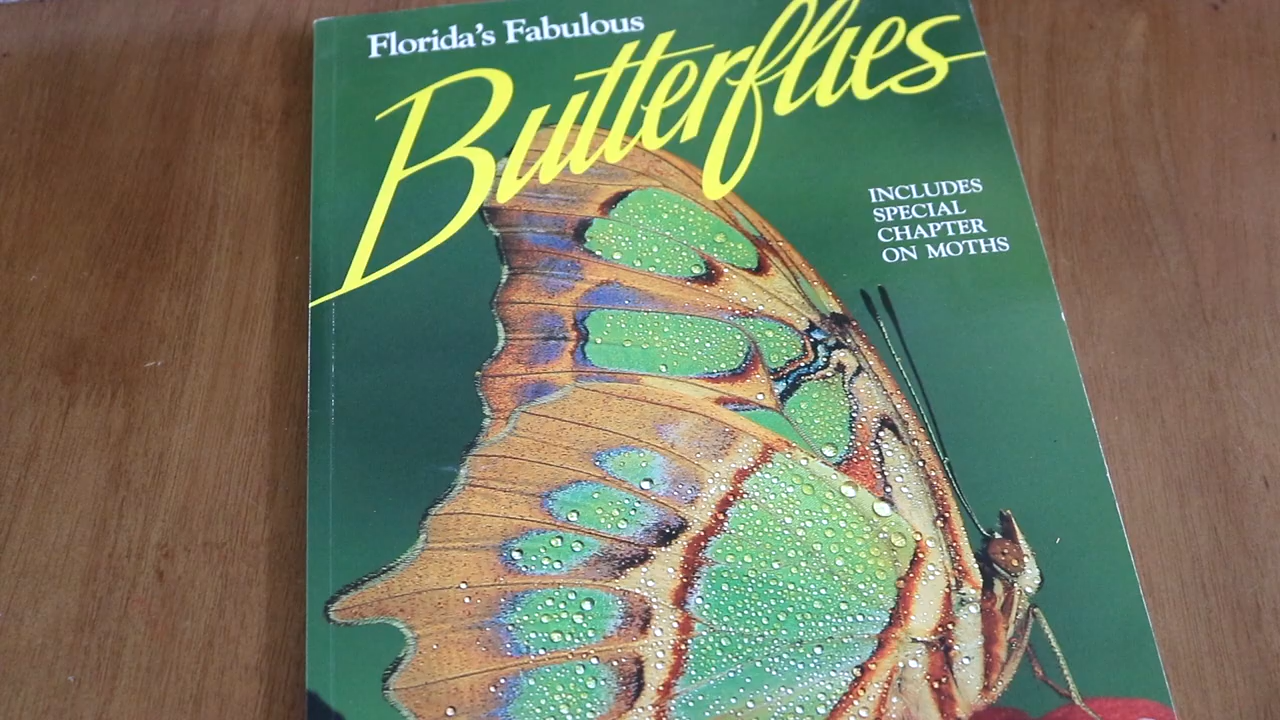 Florida's Fabulous
Butterflies
INCLUDES
SPECIAL
CHAPTER
ON MOTHS